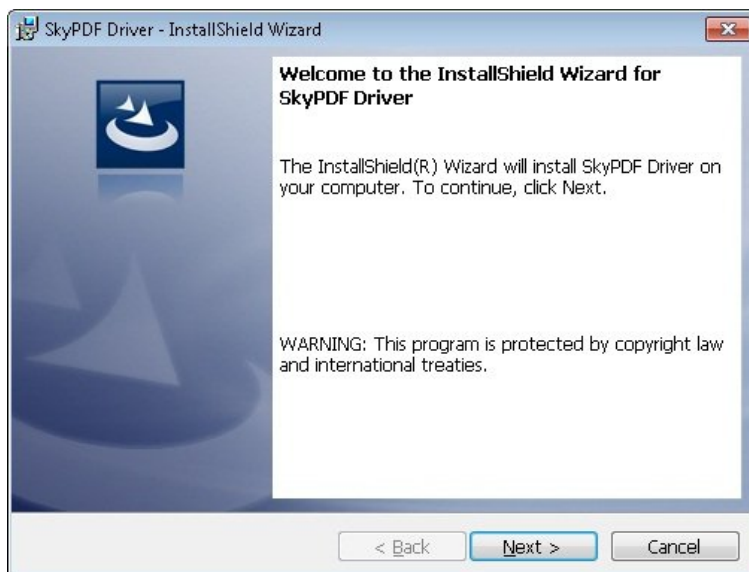 SkyPDF Driver - InstallShield Wizard
Welcome to the InstallShield Wizard for
SkyPDF Driver
The InstallShield(R) Wizard will install SkyPDF Driver on
your computer. To continue, click Next.
WARNING: This program is protected by copyright law
and international treaties.
< Back Next > Cancel